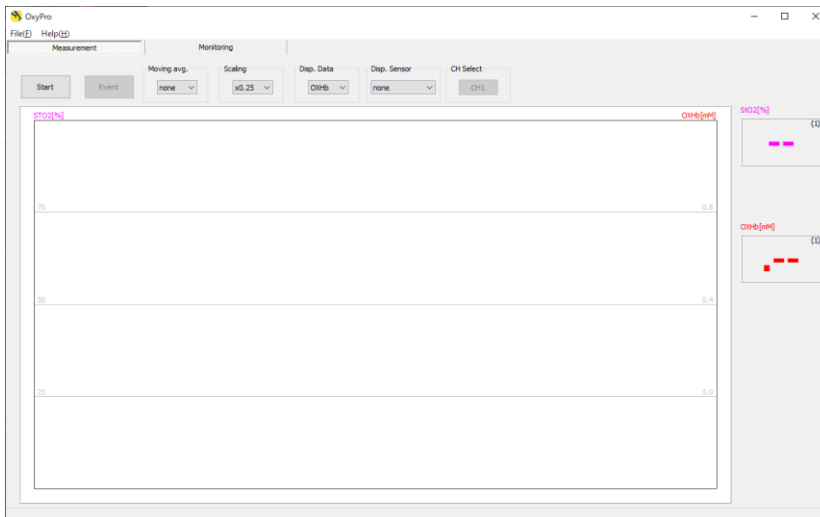 OxyPro
File(F) Help(H)
Measurement Monitoring
Moving avg. Scaling Disp. Data Disp. Sensor CH Select
Start Event none x0.25 OXHb none CH1
STO2[%] OXHb[mM]
75 0.8
50 0.4
25 0.0
StO2[%]
(1)
--
OXHb[mM]
(1)
.--